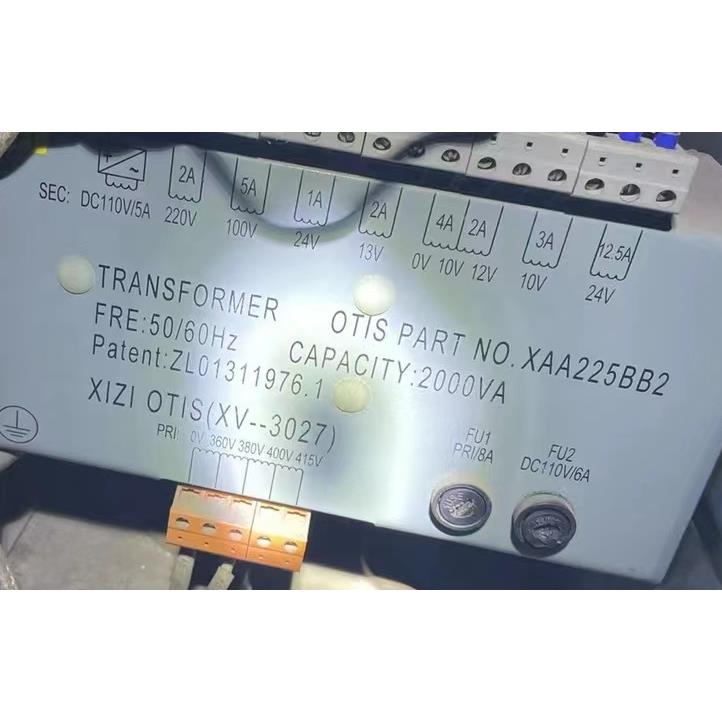 2A 5A 1A 2A 4A 2A 3A 12.5A
SEC: DC110V/5A 220V 100V 24V 13V 0V 10V 12V 10V 24V
TRANSFORMER OTIS PART NO. XAA225BB2
FRE:50/60Hz CAPACITY:2000VA
Patent:ZL01311976.1
XIZI OTIS(XV--3027)
PRI: 0V 360V 380V 400V 415V
FU1
PRI/8A
FU2
DC110V/6A